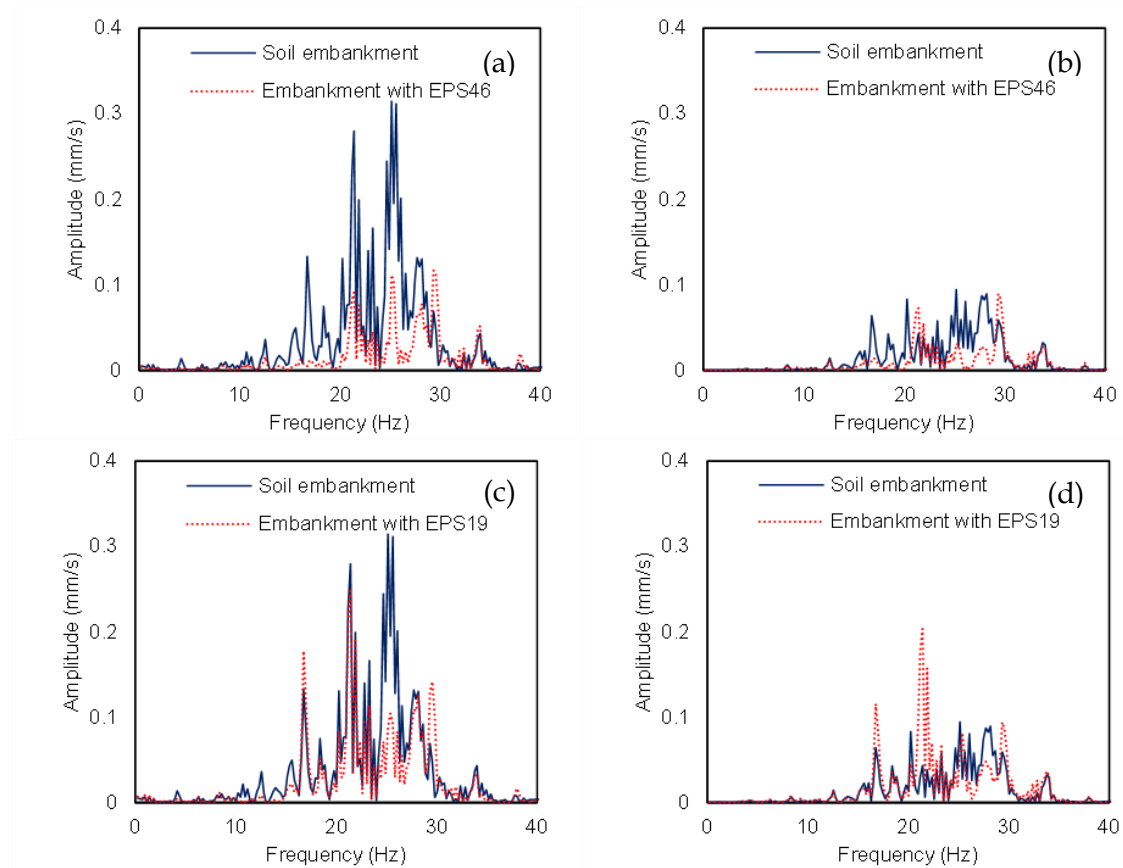 0.4
Soil embankment
(a)
Embankment with EPS46
0.3
0.2
0.1
0
Amplitude (mm/s)
0 10 20 30 40
Frequency (Hz)
0.4
Soil embankment
(b)
Embankment with EPS46
0.3
0.2
0.1
0
Amplitude (mm/s)
0 10 20 30 40
Frequency (Hz)
0.4
Soil embankment
(c)
Embankment with EPS19
0.3
0.2
0.1
0
Amplitude (mm/s)
0 10 20 30 40
Frequency (Hz)
0.4
Soil embankment
(d)
Embankment with EPS19
0.3
0.2
0.1
0
Amplitude (mm/s)
0 10 20 30 40
Frequency (Hz)